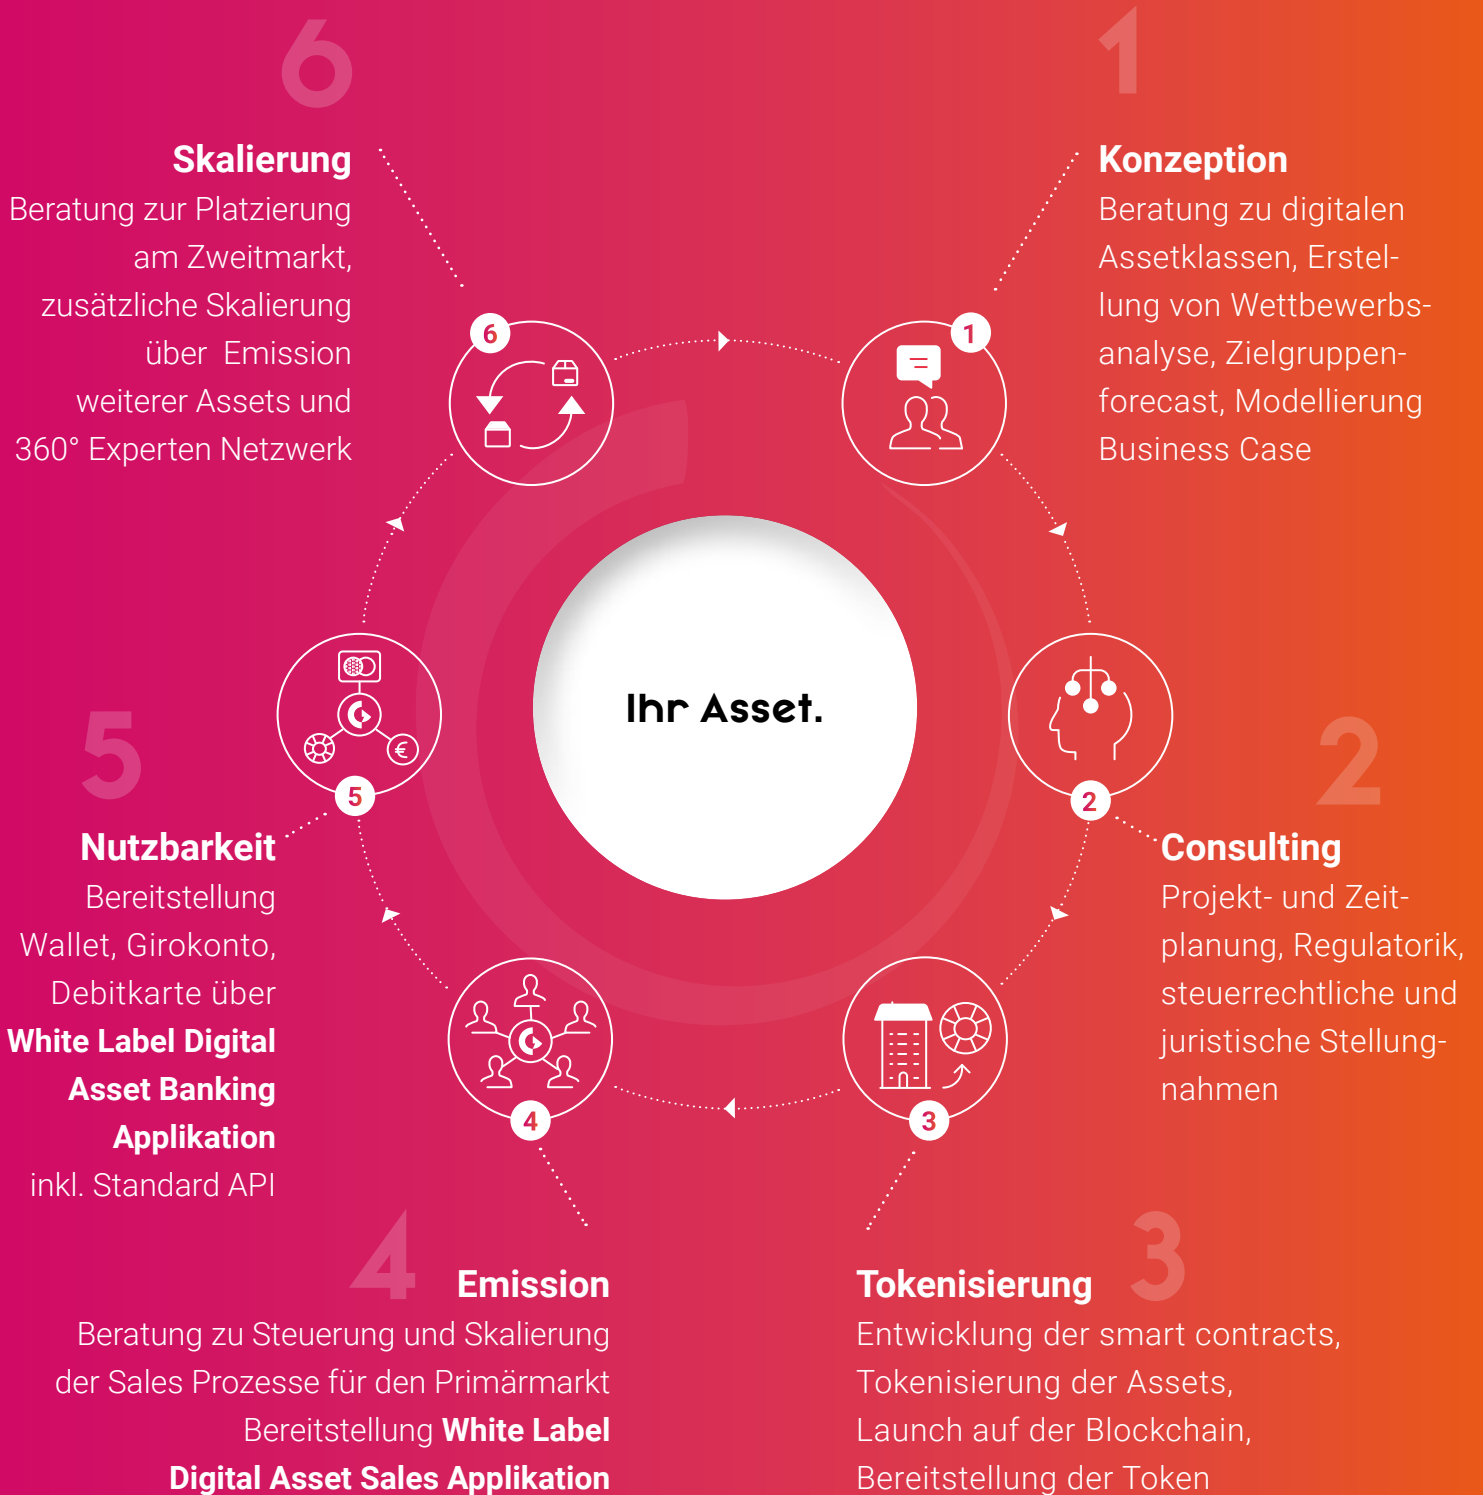 1
Konzeption
Beratung zu digitalen
Assetklassen, Erstel-
lung von Wettbewerbs-
analyse, Zielgruppen-
forecast, Modellierung
Business Case
2
Consulting
Projekt- und Zeit-
planung, Regulatorik,
steuerrechtliche und
juristische Stellung-
nahmen
3
Tokenisierung
Entwicklung der smart contracts,
Tokenisierung der Assets,
Launch auf der Blockchain,
Bereitstellung der Token
4
Emission
Beratung zu Steuerung und Skalierung
der Sales Prozesse für den Primärmarkt
Bereitstellung White Label
Digital Asset Sales Applikation
5
Nutzbarkeit
Bereitstellung
Wallet, Girokonto,
Debitkarte über
White Label Digital
Asset Banking
Applikation
inkl. Standard API
6
Skalierung
Beratung zur Platzierung
am Zweitmarkt,
zusätzliche Skalierung
über Emission
weiterer Assets und
360° Experten Netzwerk
Ihr Asset.
1
2
3
4
5
€
6